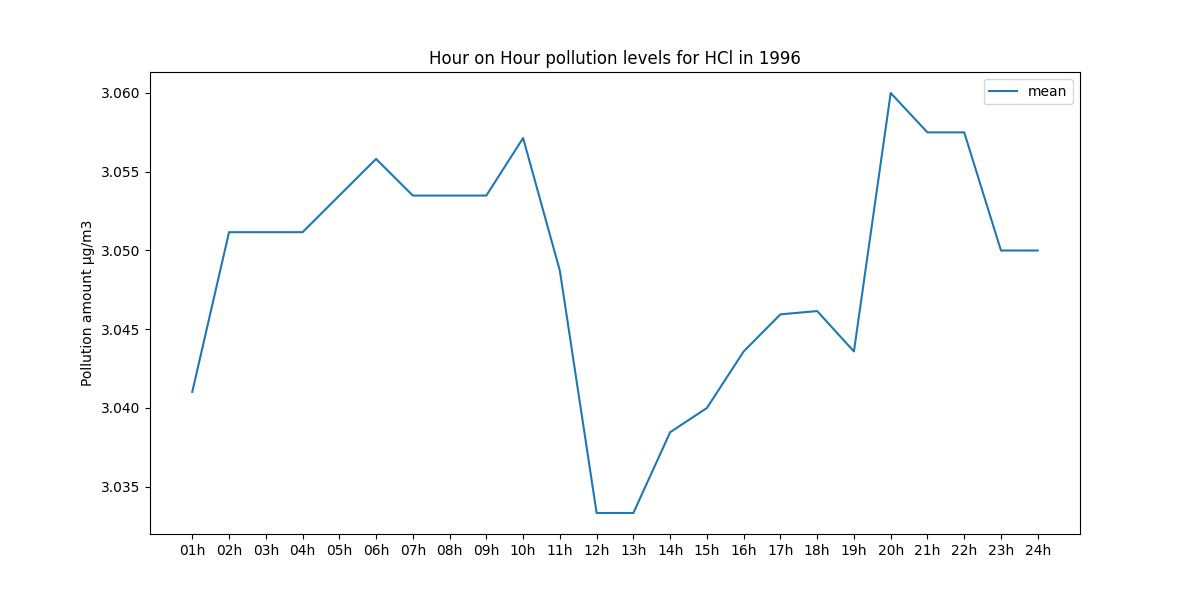 Hour on Hour pollution levels for HCl in 1996
mean
Pollution amount µg/m3
3.060
3.055
3.050
3.045
3.040
3.035
01h 02h 03h 04h 05h 06h 07h 08h 09h 10h 11h 12h 13h 14h 15h 16h 17h 18h 19h 20h 21h 22h 23h 24h